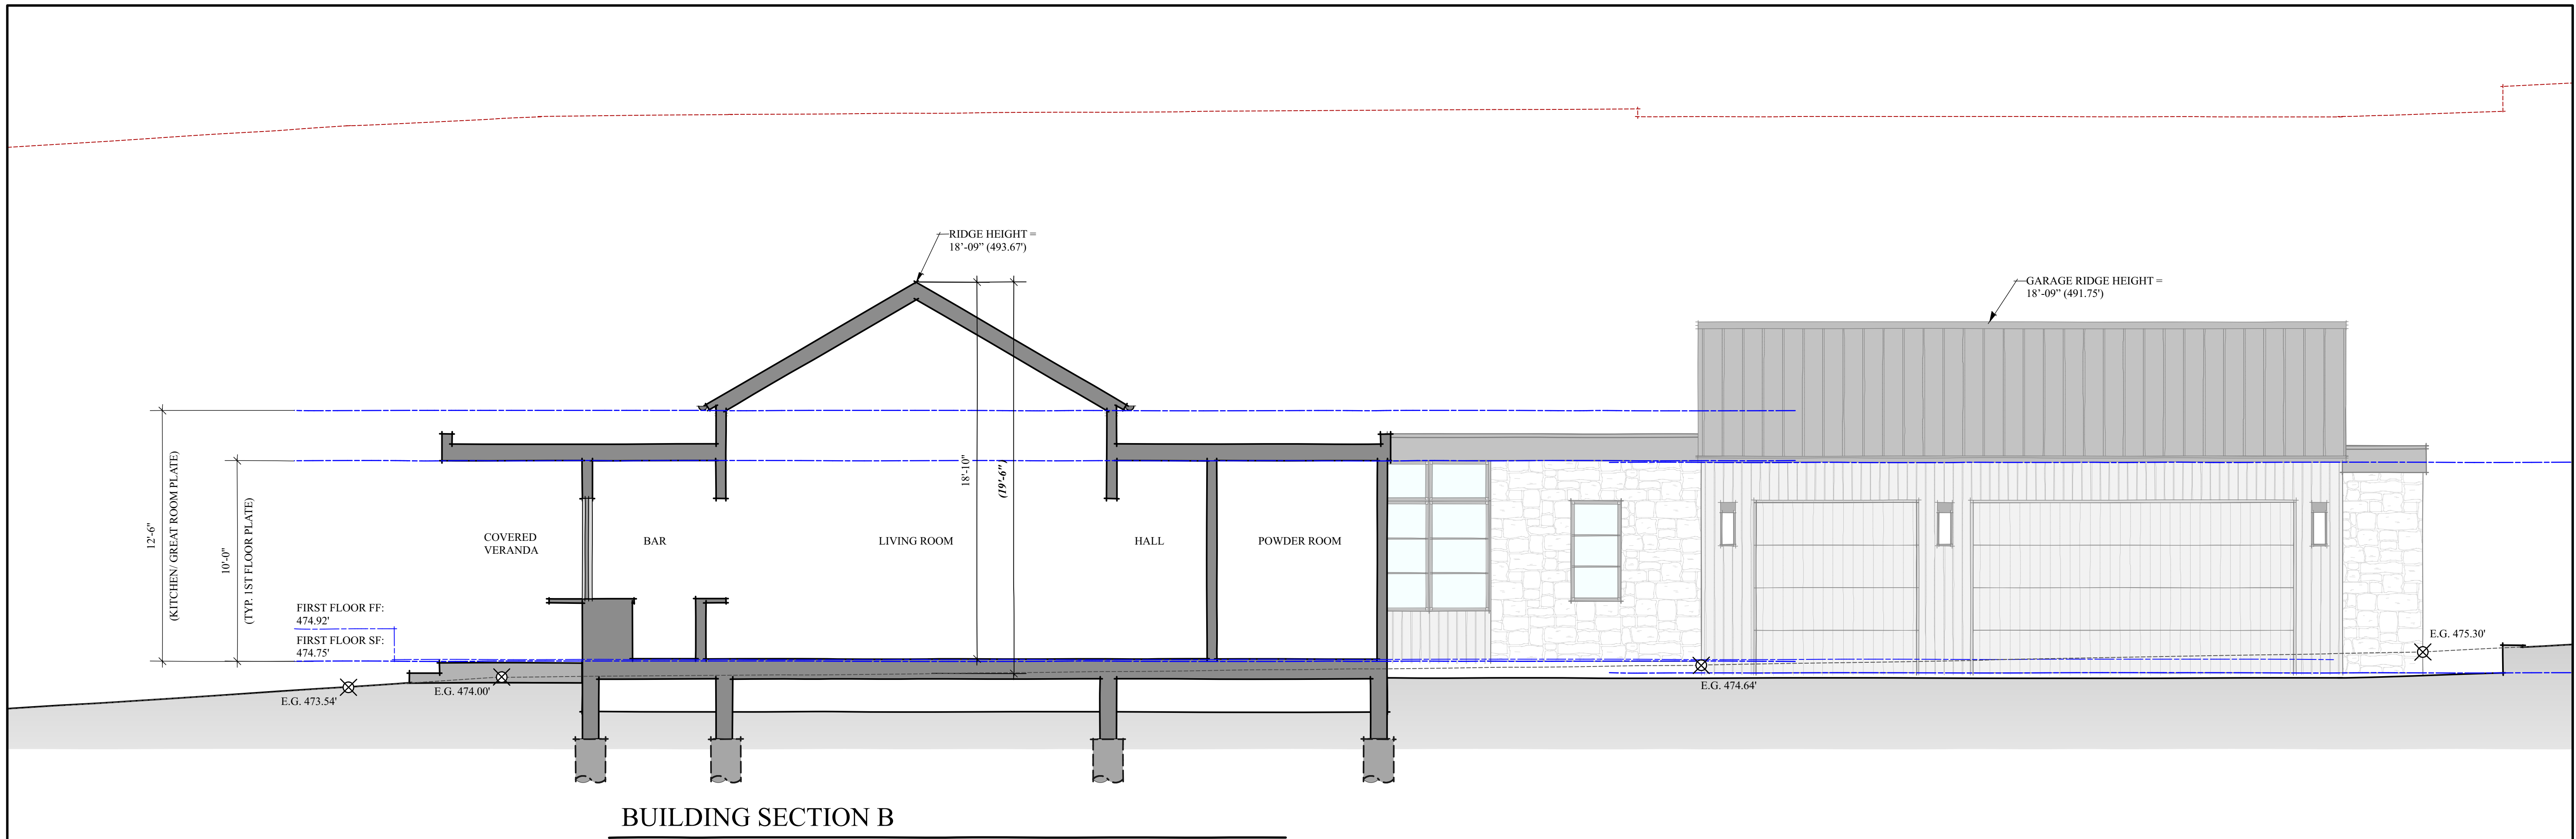 RIDGE HEIGHT =
18'-09" (493.67')
GARAGE RIDGE HEIGHT =
18'-09" (491.75')
12'-6"
(KITCHEN/ GREAT ROOM PLATE)
10'-0"
(TYP. 1ST FLOOR PLATE)
18'-10"
(19'-6")
COVERED
VERANDA
BAR
LIVING ROOM
HALL
POWDER ROOM
FIRST FLOOR FF:
474.92'
FIRST FLOOR SF:
474.75'
E.G. 473.54'
E.G. 474.00'
E.G. 474.64'
E.G. 475.30'
BUILDING SECTION B